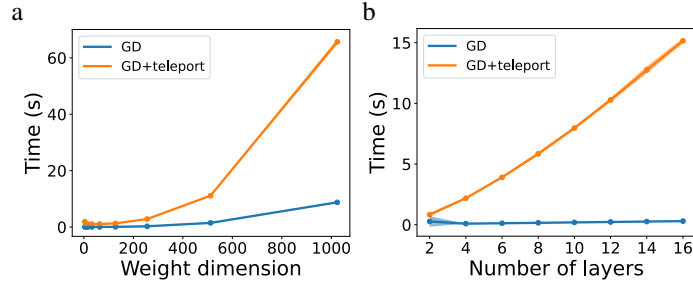 a
GD
GD+teleport
Time (s)
60
40
20
0
0 200 400 600 800 1000
Weight dimension
b
GD
GD+teleport
Time (s)
15
10
5
0
2 4 6 8 10 12 14 16
Number of layers